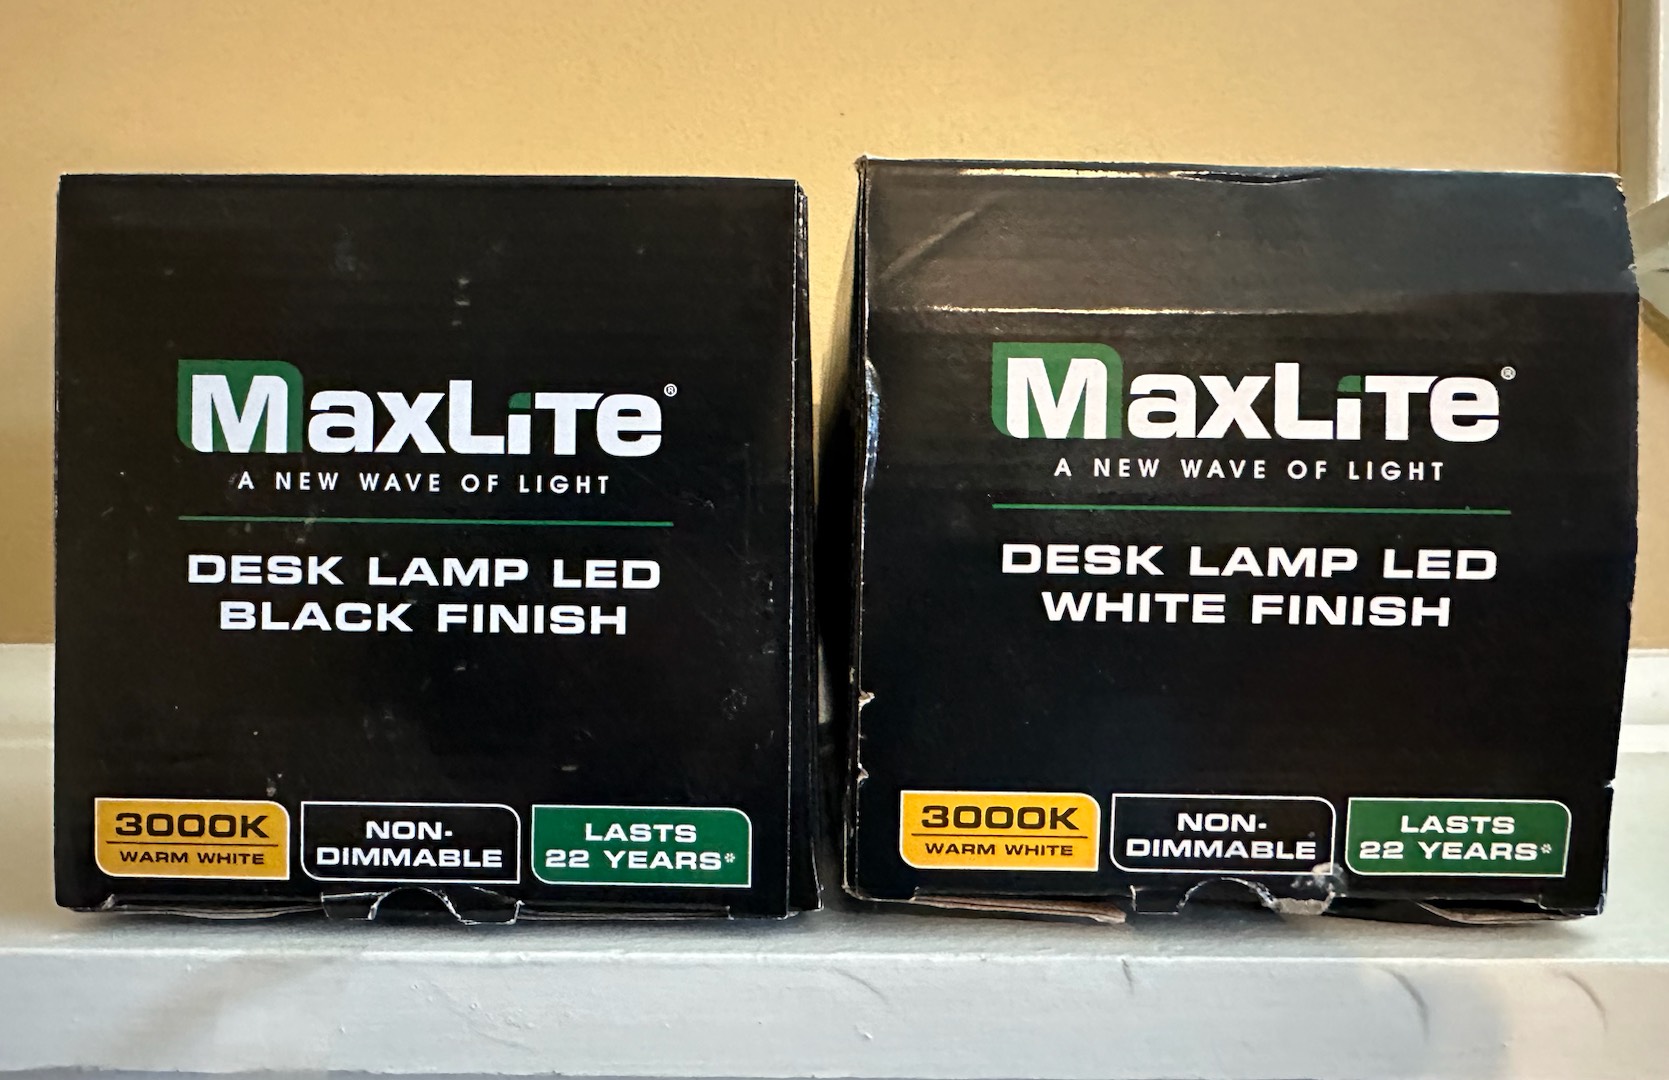 MaxLite®
A NEW WAVE OF LIGHT
DESK LAMP LED
BLACK FINISH
3000K
WARM WHITE
NON-
DIMMABLE
LASTS
22 YEARS*
MaxLite®
A NEW WAVE OF LIGHT
DESK LAMP LED
WHITE FINISH
3000K
WARM WHITE
NON-
DIMMABLE
LASTS
22 YEARS*